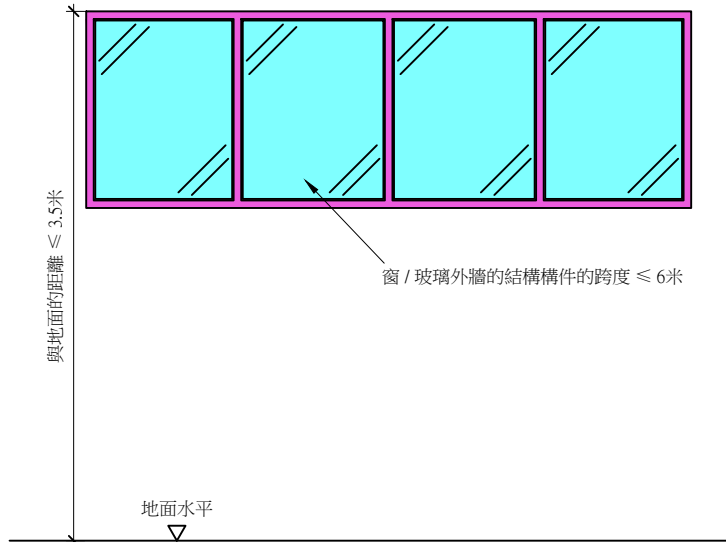 與地面的距離 ≤ 3.5米
窗 / 玻璃外牆的結構構件的跨度 ≤ 6米
地面水平